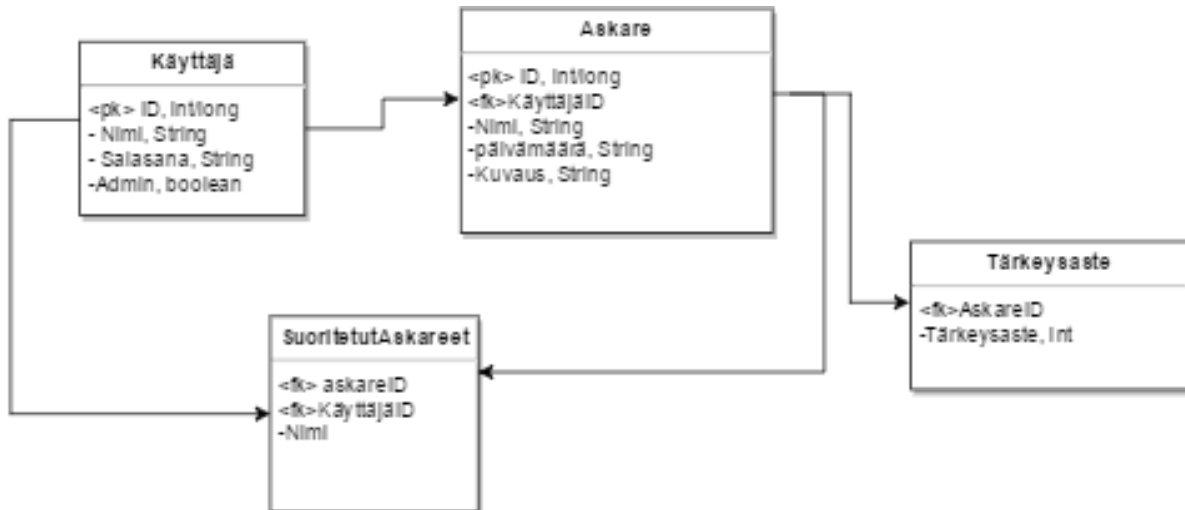 Käyttäjä
<pk> ID, Int/long
- Nimi, String
- Salasana, String
-Admin, boolean
Askare
<pk> ID, Int/long
<fk>KäyttäjäID
-Nimi, String
-päivämäärä, String
-Kuvaus, String
Tärkeysaste
<fk>AskareID
-Tärkeysaste, Int
SuoritetutAskareet
<fk> askareID
<fk>KäyttäjäID
-Nimi